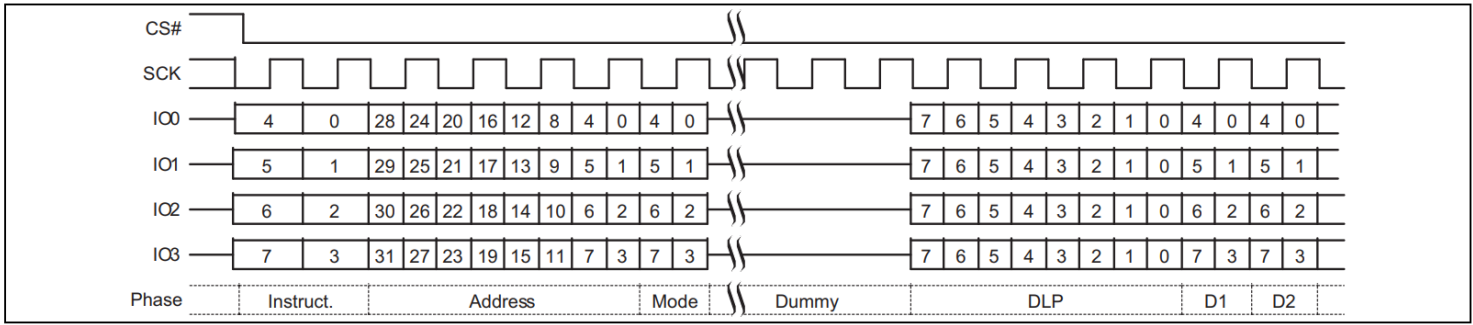 CS#
SCK
IO0 4 0 28 24 20 16 12 8 4 0 4 0 7 6 5 4 3 2 1 0 4 0 4 0
IO1 5 1 29 25 21 17 13 9 5 1 5 1 7 6 5 4 3 2 1 0 5 1 5 1
IO2 6 2 30 26 22 18 14 10 6 2 6 2 7 6 5 4 3 2 1 0 6 2 6 2
IO3 7 3 31 27 23 19 15 11 7 3 7 3 7 6 5 4 3 2 1 0 7 3 7 3
Phase Instruct. Address Mode Dummy DLP D1 D2